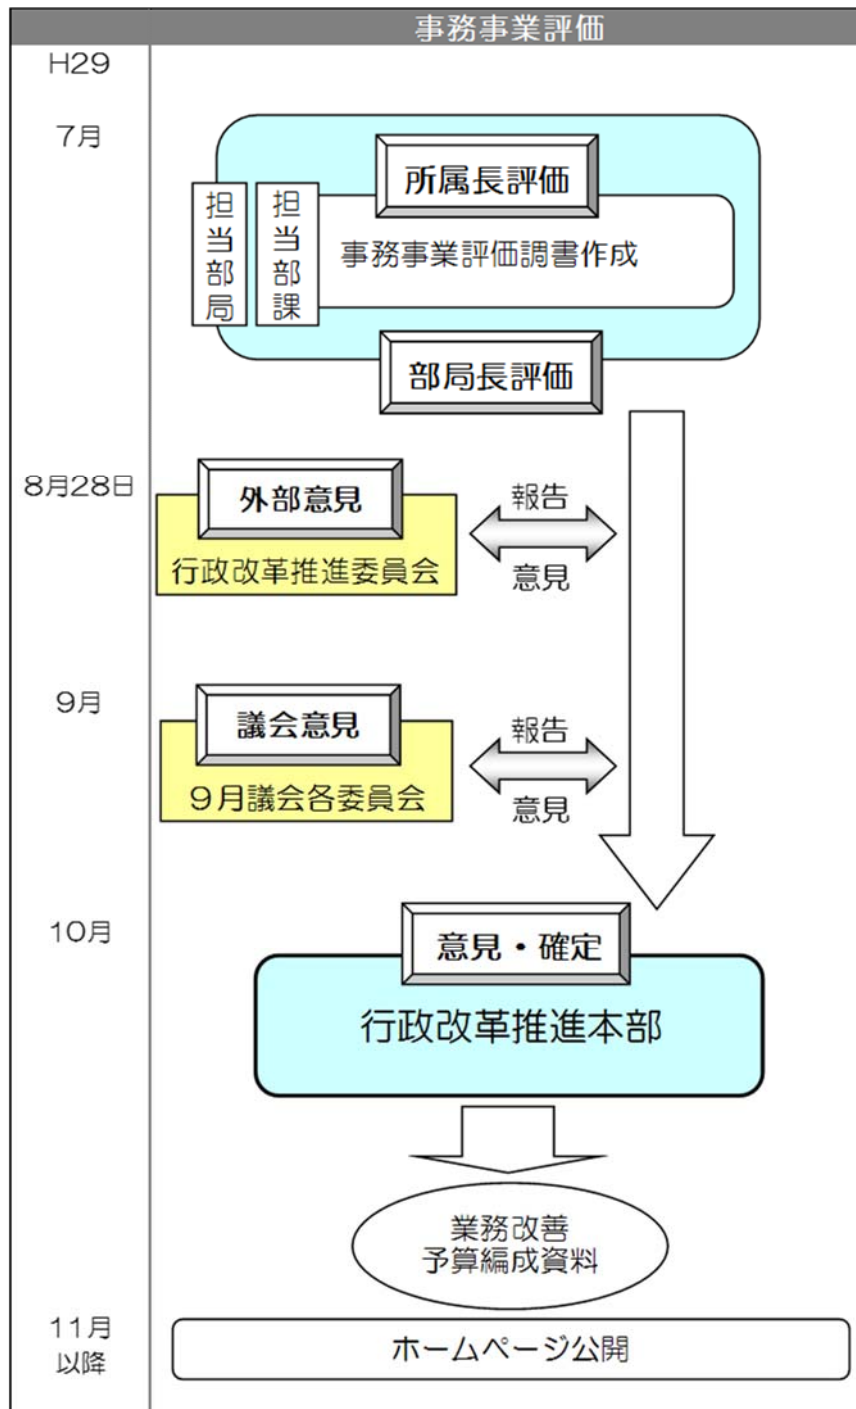 事務事業評価
H29
7月
所属長評価
担当部局
担当部課
事務事業評価調書作成
部局長評価
8月28日
外部意見
行政改革推進委員会
報告
意見
9月
議会意見
9月議会各委員会
報告
意見
10月
意見・確定
行政改革推進本部
業務改善
予算編成資料
11月
以降
ホームページ公開